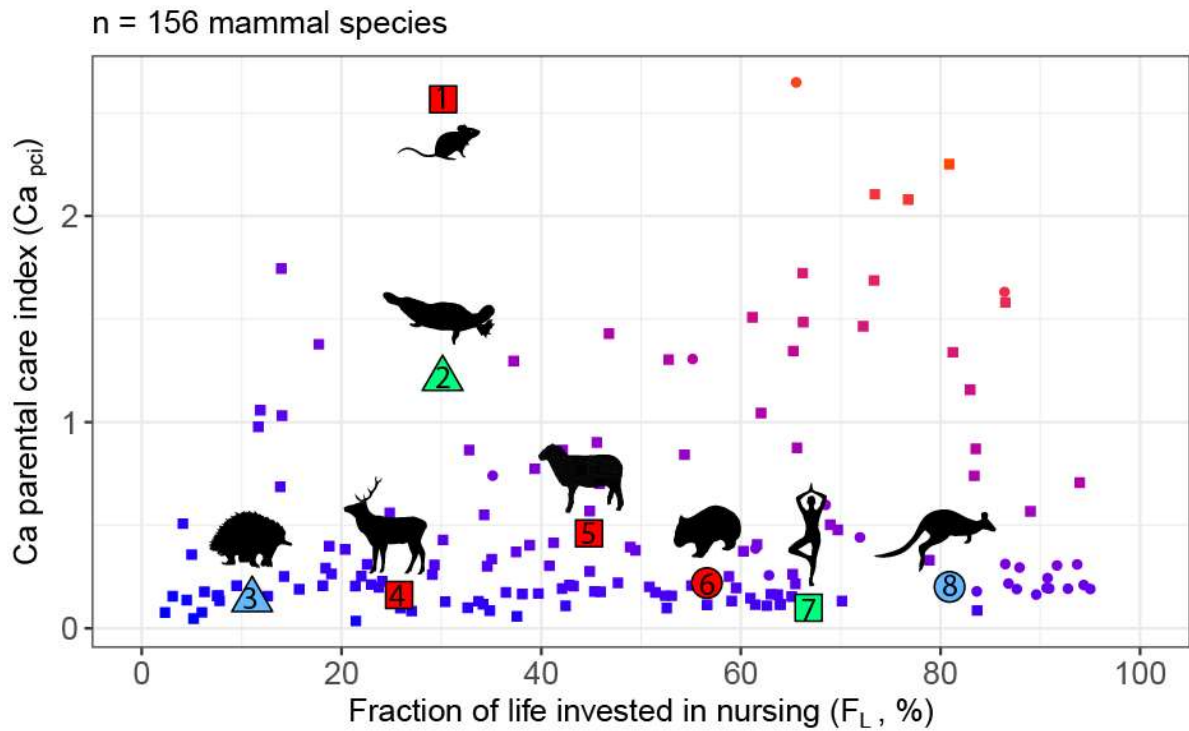 n = 156 mammal species
Ca parental care index (Ca pci)
2
1
0
1
2
3
4
5
6
7
8
0 20 40 60 80 100
Fraction of life invested in nursing (FL , %)